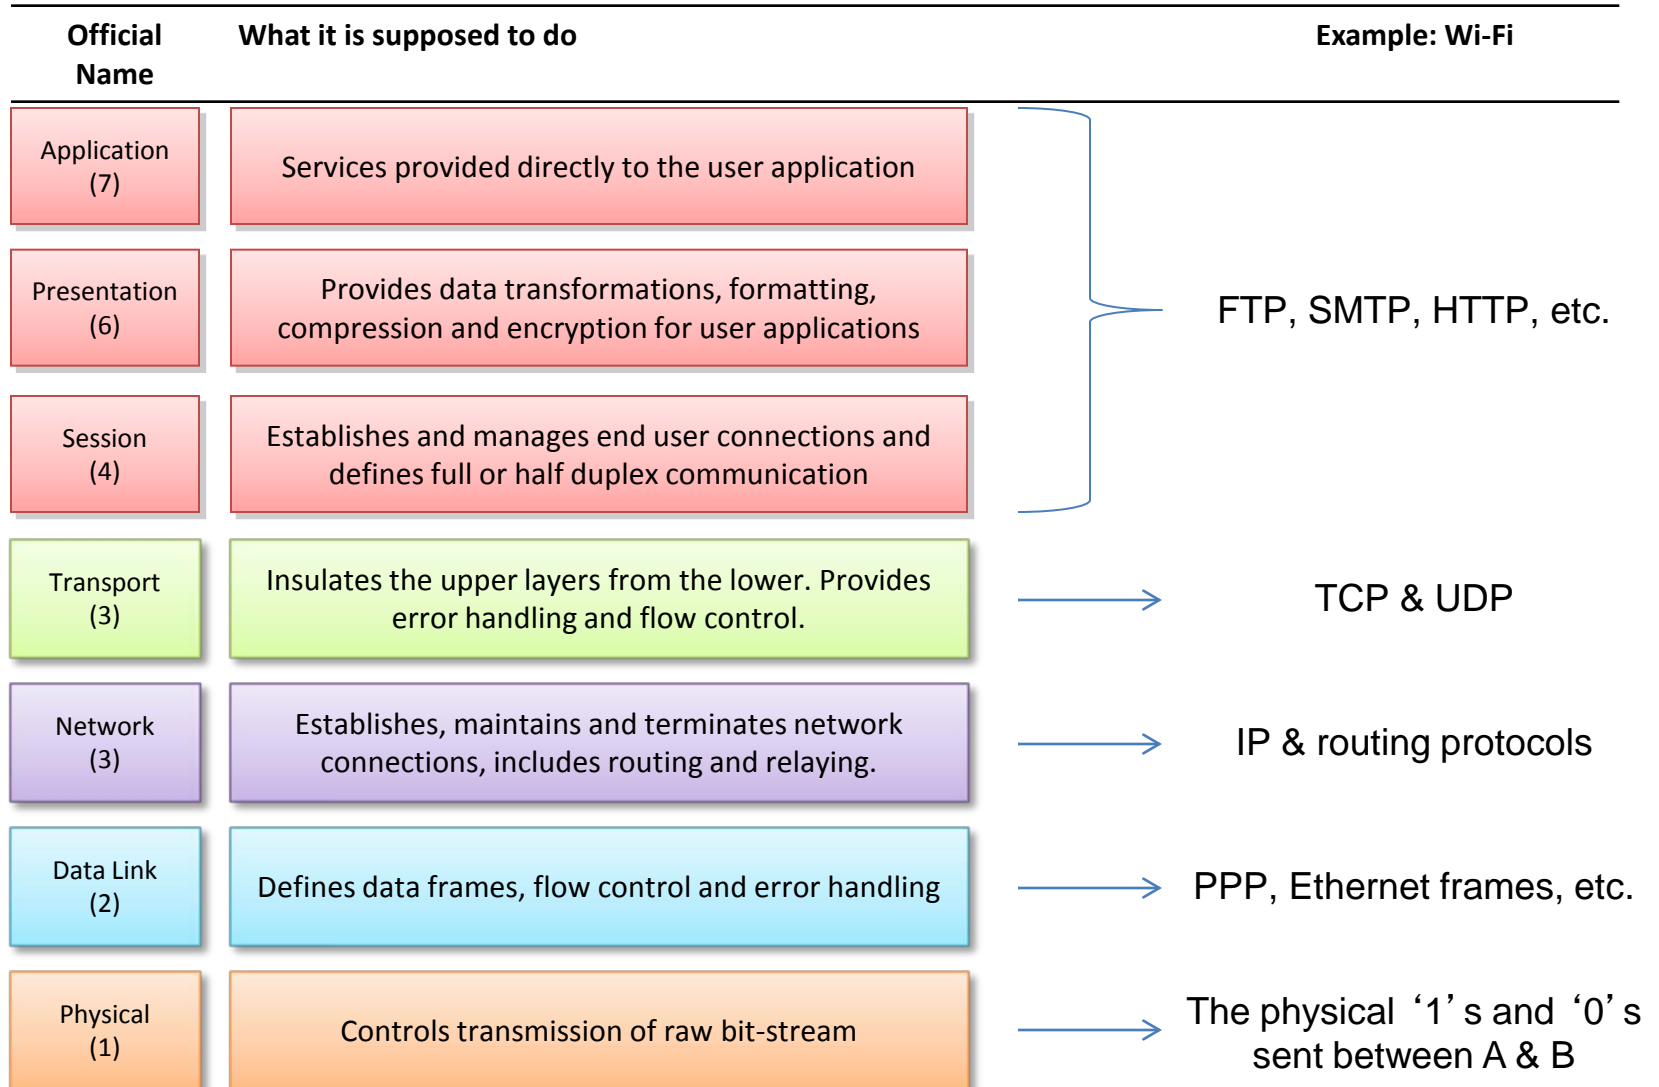 Official What it is supposed to do Example: Wi-Fi
Name
Application
(7)
Services provided directly to the user application
Presentation
(6)
Provides data transformations, formatting,
compression and encryption for user applications
FTP, SMTP, HTTP, etc.
Session
(4)
Establishes and manages end user connections and
defines full or half duplex communication
Transport
(3)
Insulates the upper layers from the lower. Provides
error handling and flow control.
TCP & UDP
Network
(3)
Establishes, maintains and terminates network
connections, includes routing and relaying.
IP & routing protocols
Data Link
(2)
Defines data frames, flow control and error handling
PPP, Ethernet frames, etc.
Physical
(1)
Controls transmission of raw bit-stream
The physical ‘1’s and ‘0’s
sent between A & B